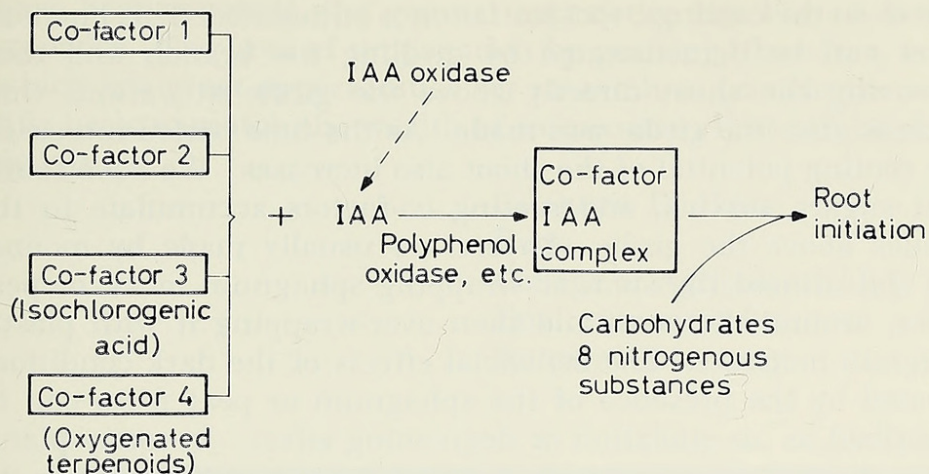 Co-factor 1
IAA oxidase
Co-factor 2
+
IAA
Polyphenol
oxidase, etc.
Co-factor
IAA
complex
Root
initiation
Co-factor 3
(Isochlorogenic
acid)
Carbohydrates
8 nitrogenous
substances
Co-factor 4
(Oxygenated
terpenoids)